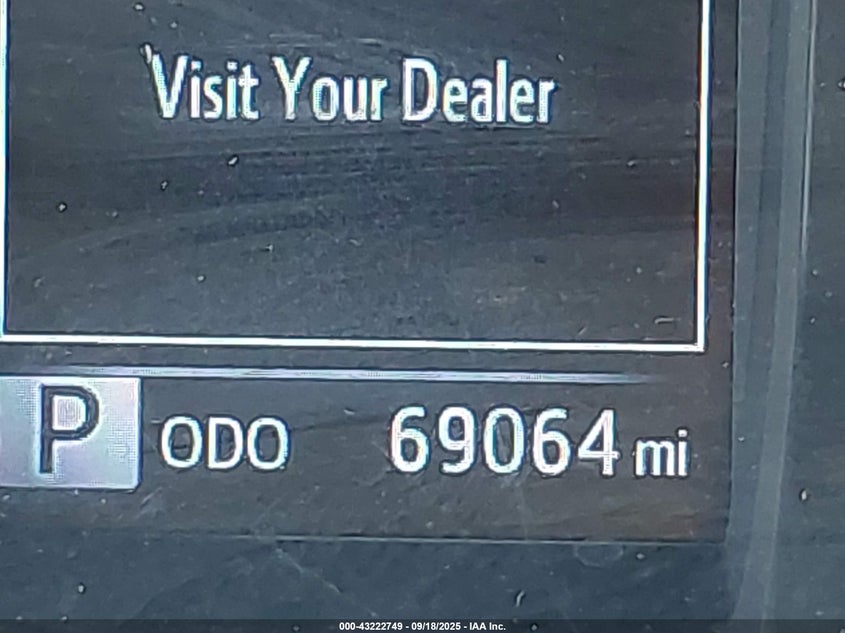 Visit Your Dealer
P ODO 69064 mi
000-43222749 - 09/18/2025 - IAA Inc.